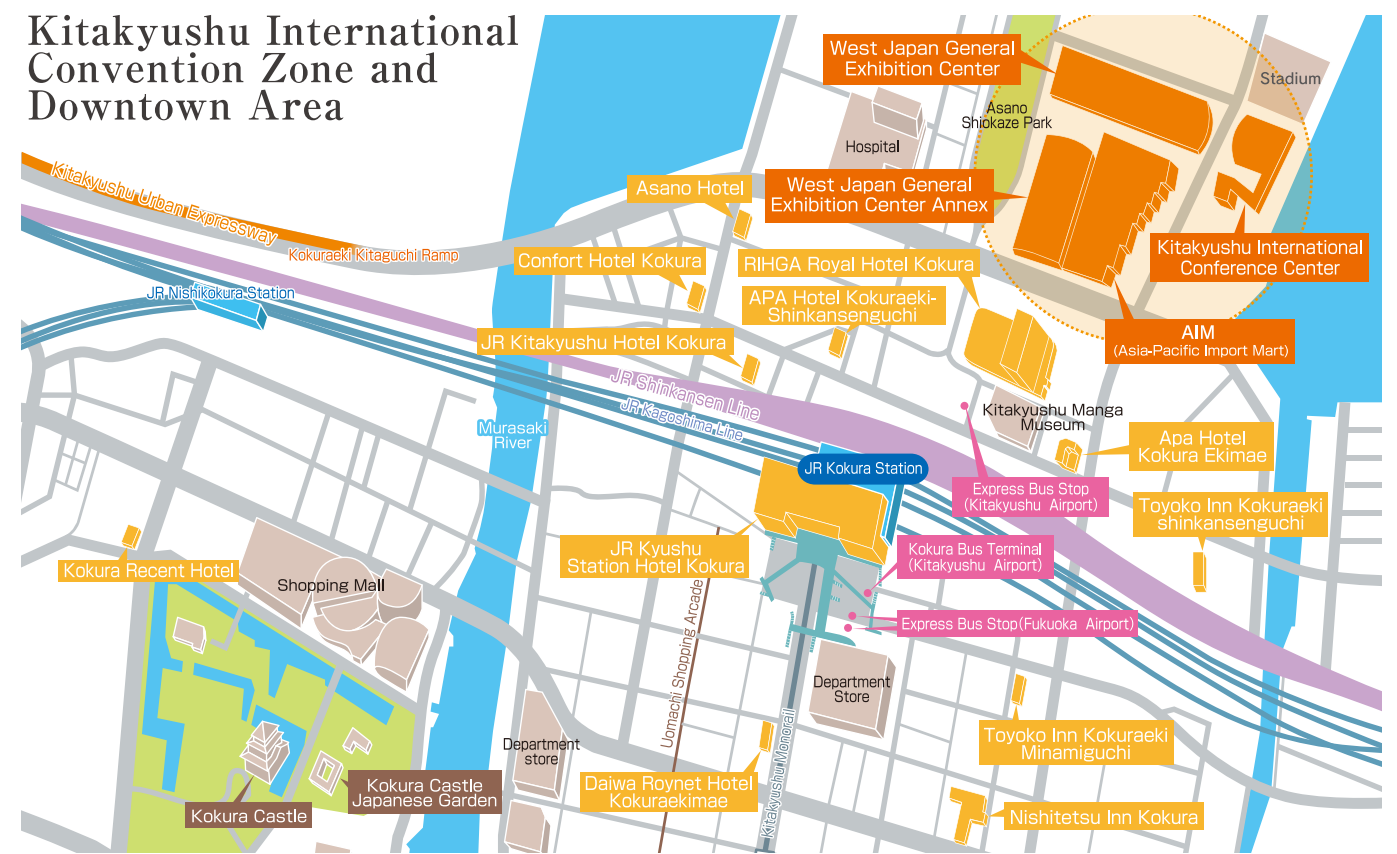 Kitakyushu International
Convention Zone and
Downtown Area
West Japan General
Exhibition Center
Stadium
Asano
Shiokaze Park
Hospital
Kitakyushu Urban Expressway
Asano Hotel
West Japan General
Exhibition Center Annex
Kokuraeki Kitaguchi Ramp
Confort Hotel Kokura
RIHGA Royal Hotel Kokura
Kitakyushu International
Conference Center
JR Nishikokura Station
APA Hotel Kokuraeki-
Shinkansenguchi
JR Kitakyushu Hotel Kokura
AIM
(Asia-Pacific Import Mart)
JR Shinkansen Line
JR Kagoshima Line
Murasaki
River
Kitakyushu Manga
Museum
Apa Hotel
Kokura Ekimae
JR Kokura Station
Express Bus Stop
(Kitakyushu Airport)
Toyoko Inn Kokuraeki
shinkansenguchi
JR Kyushu
Station Hotel Kokura
Kokura Bus Terminal
(Kitakyushu Airport)
Kokura Recent Hotel
Shopping Mall
Express Bus Stop(Fukuoka Airport)
Uomachi Shopping Arcade
Department
Store
Kitakyushu Monorail
Toyoko Inn Kokuraeki
Minamiguchi
Department
store
Daiwa Roynet Hotel
Kokuraekimae
Kokura Castle
Japanese Garden
Kokura Castle
Nishitetsu Inn Kokura